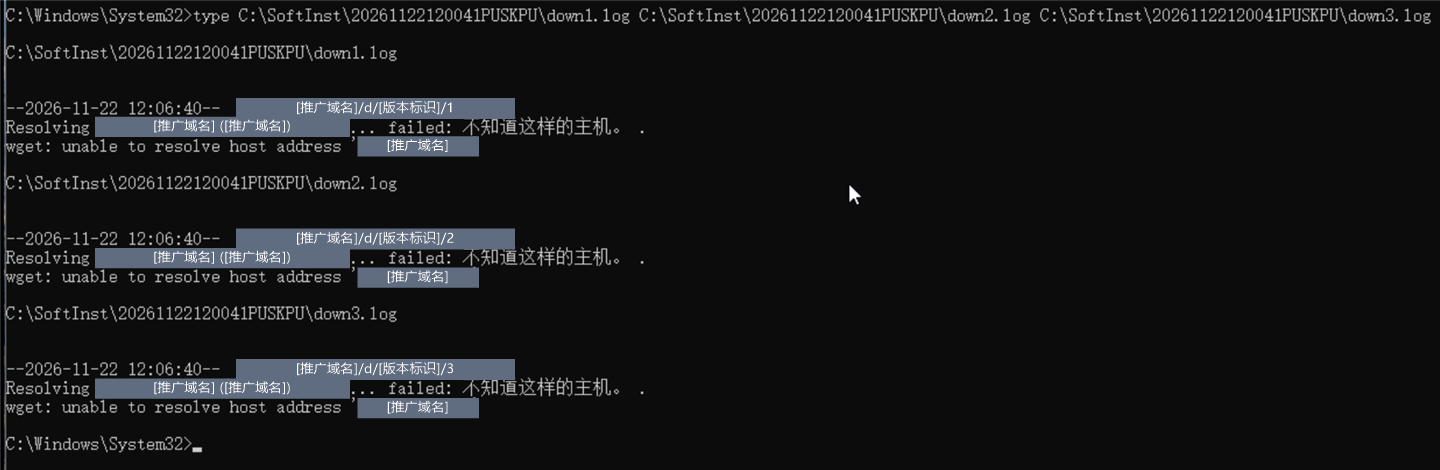 C:\Windows\System32>type C:\SoftInst\20261122120041PUSKPU\down1.log C:\SoftInst\20261122120041PUSKPU\down2.log C:\SoftInst\20261122120041PUSKPU\down3.log
C:\SoftInst\20261122120041PUSKPU\down1.log
--2026-11-22 12:06:40-- [推广域名]/d/[版本标识]/1
Resolving [推广域名] ([推广域名])... failed: 不知道这样的主机。 .
wget: unable to resolve host address '[推广域名]
C:\SoftInst\20261122120041PUSKPU\down2.log
--2026-11-22 12:06:40-- [推广域名]/d/[版本标识]/2
Resolving [推广域名] ([推广域名])... failed: 不知道这样的主机。 .
wget: unable to resolve host address '[推广域名]
C:\SoftInst\20261122120041PUSKPU\down3.log
--2026-11-22 12:06:40-- [推广域名]/d/[版本标识]/3
Resolving [推广域名] ([推广域名])... failed: 不知道这样的主机。 .
wget: unable to resolve host address '[推广域名]
C:\Windows\System32>